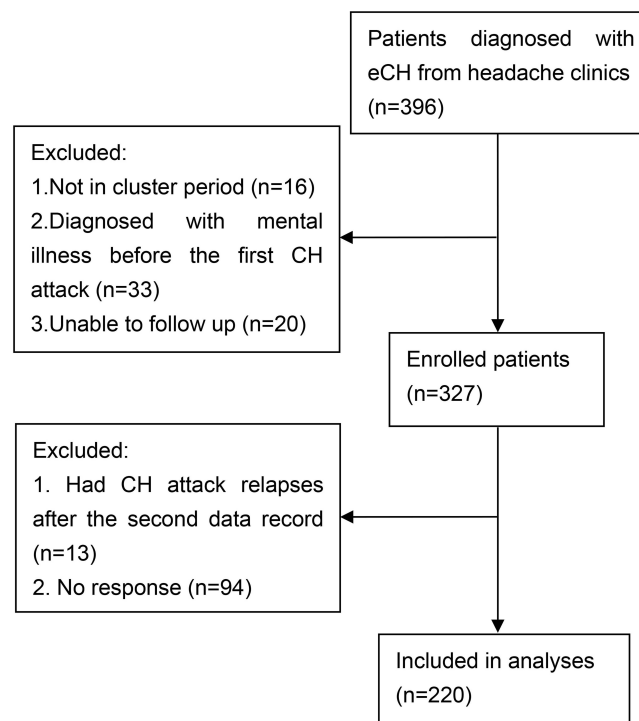 Patients diagnosed with
eCH from headache clinics
(n=396)
Excluded:
1.Not in cluster period (n=16)
2.Diagnosed with mental
illness before the first CH
attack (n=33)
3.Unable to follow up (n=20)
Enrolled patients
(n=327)
Excluded:
1. Had CH attack relapses
after the second data record
(n=13)
2. No response (n=94)
Included in analyses
(n=220)